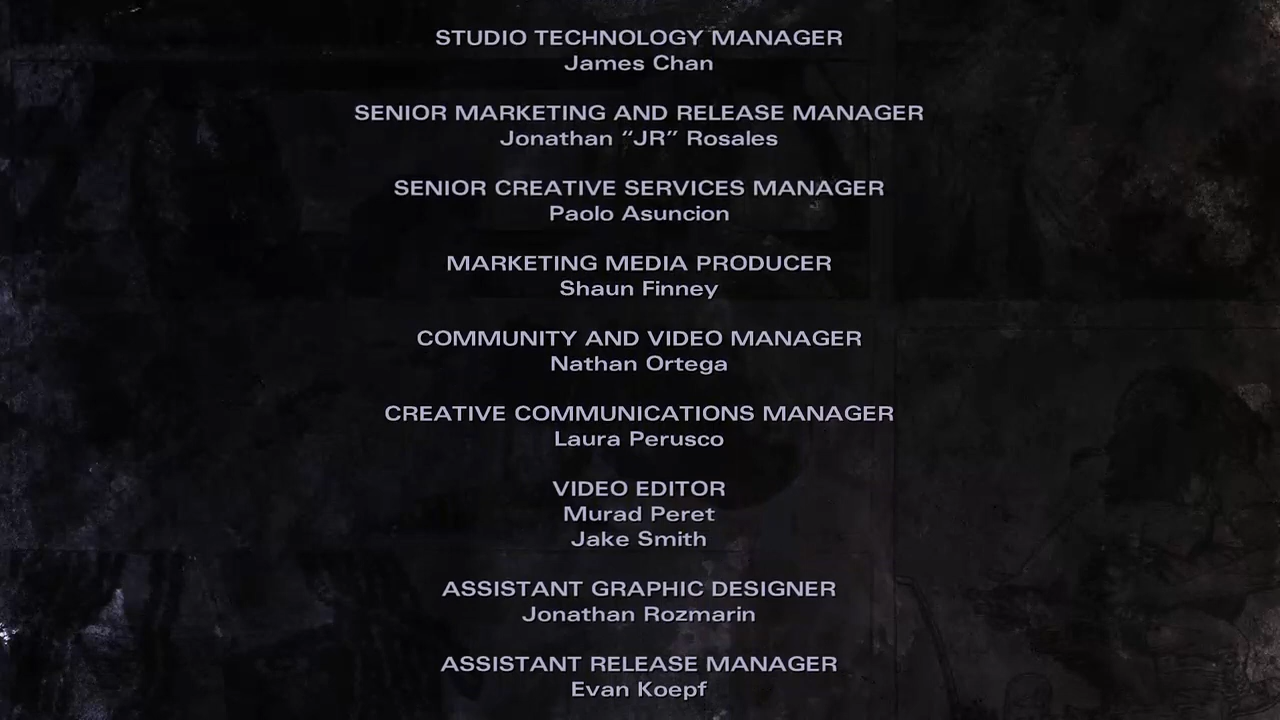 STUDIO TECHNOLOGY MANAGER
James Chan
SENIOR MARKETING AND RELEASE MANAGER
Jonathan “JR” Rosales
SENIOR CREATIVE SERVICES MANAGER
Paolo Asuncion
MARKETING MEDIA PRODUCER
Shaun Finney
COMMUNITY AND VIDEO MANAGER
Nathan Ortega
CREATIVE COMMUNICATIONS MANAGER
Laura Perusco
VIDEO EDITOR
Murad Peret
Jake Smith
ASSISTANT GRAPHIC DESIGNER
Jonathan Rozmarin
ASSISTANT RELEASE MANAGER
Evan Koepf